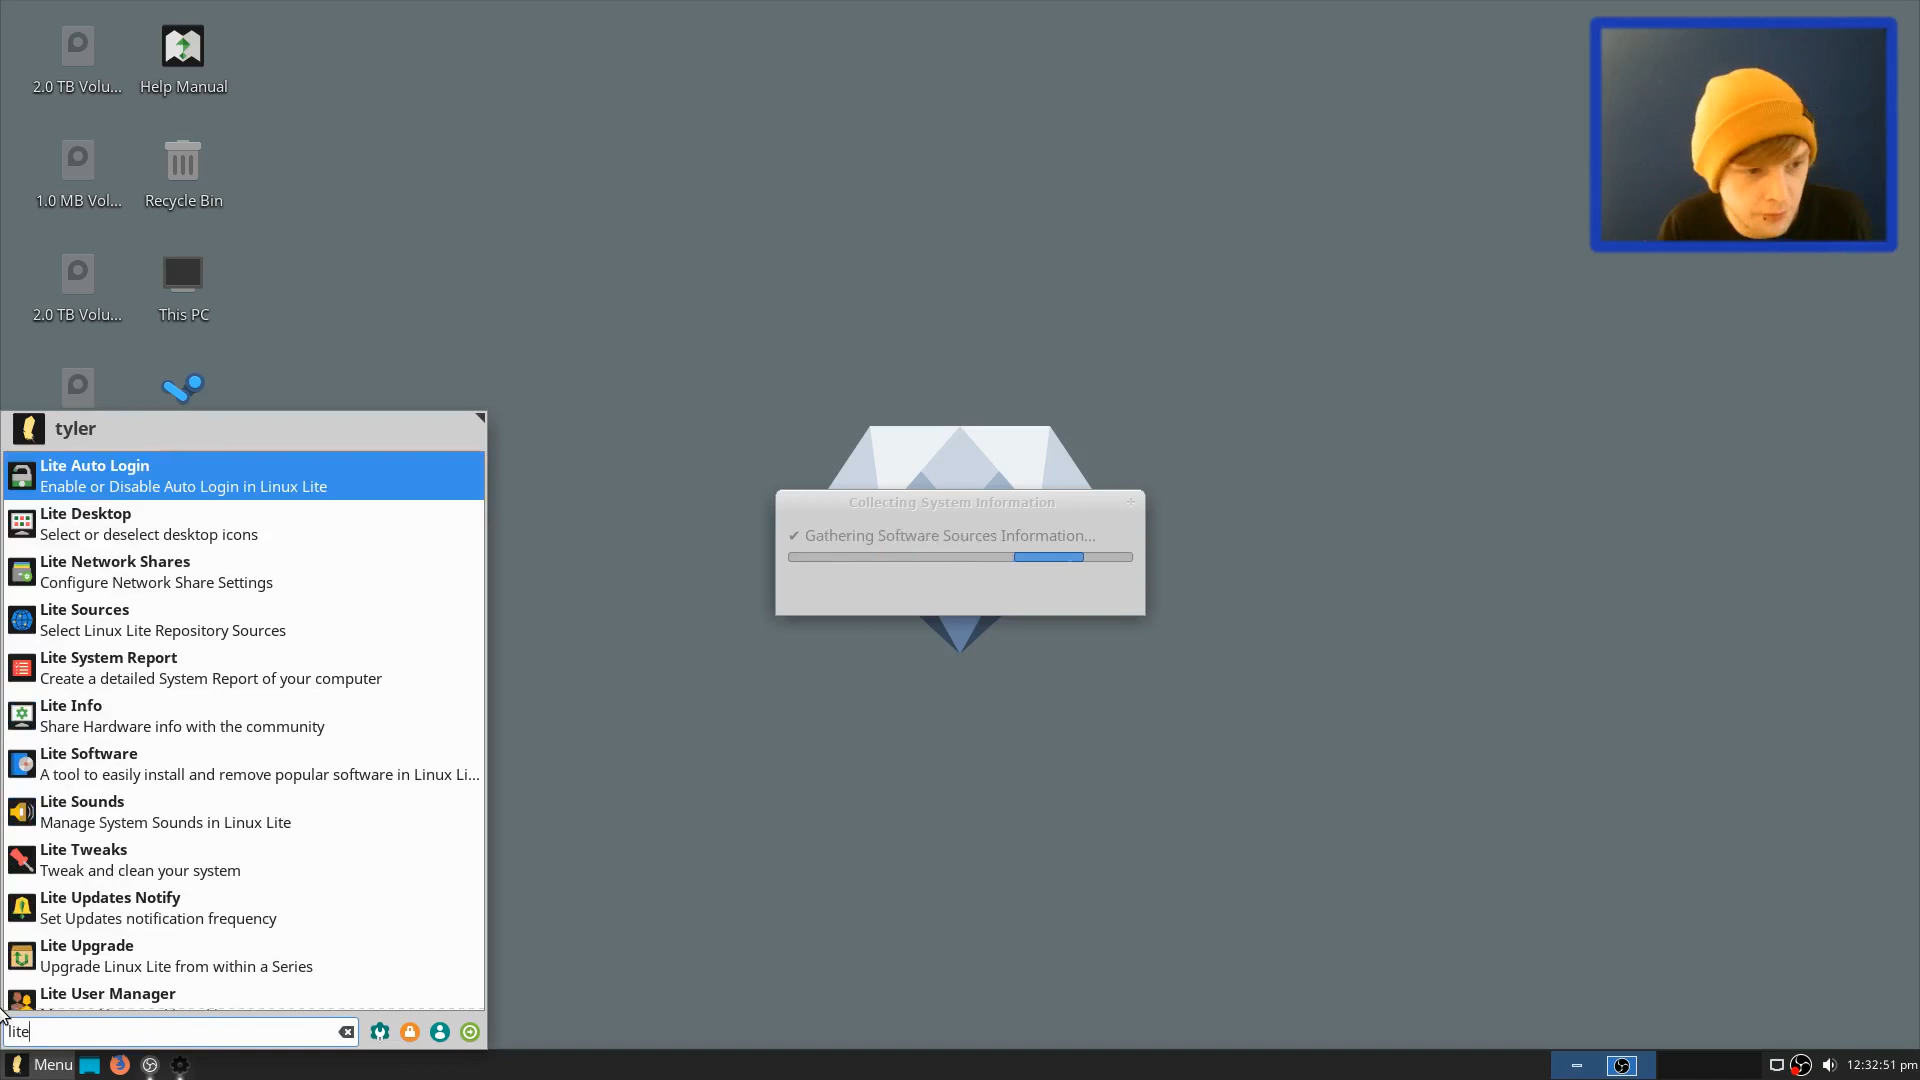 2.0 TB Volu...
Help Manual
1.0 MB Vol...
Recycle Bin
2.0 TB Volu...
This PC
tyler
Lite Auto Login
Enable or Disable Auto Login in Linux Lite
Lite Desktop
Select or deselect desktop icons
Lite Network Shares
Configure Network Share Settings
Lite Sources
Select Linux Lite Repository Sources
Lite System Report
Create a detailed System Report of your computer
Lite Info
Share Hardware info with the community
Lite Software
A tool to easily install and remove popular software in Linux Li...
Lite Sounds
Manage System Sounds in Linux Lite
Lite Tweaks
Tweak and clean your system
Lite Updates Notify
Set Updates notification frequency
Lite Upgrade
Upgrade Linux Lite from within a Series
Lite User Manager
lite
Collecting System Information
✔ Gathering Software Sources Information...
Menu
12:32:51 pm